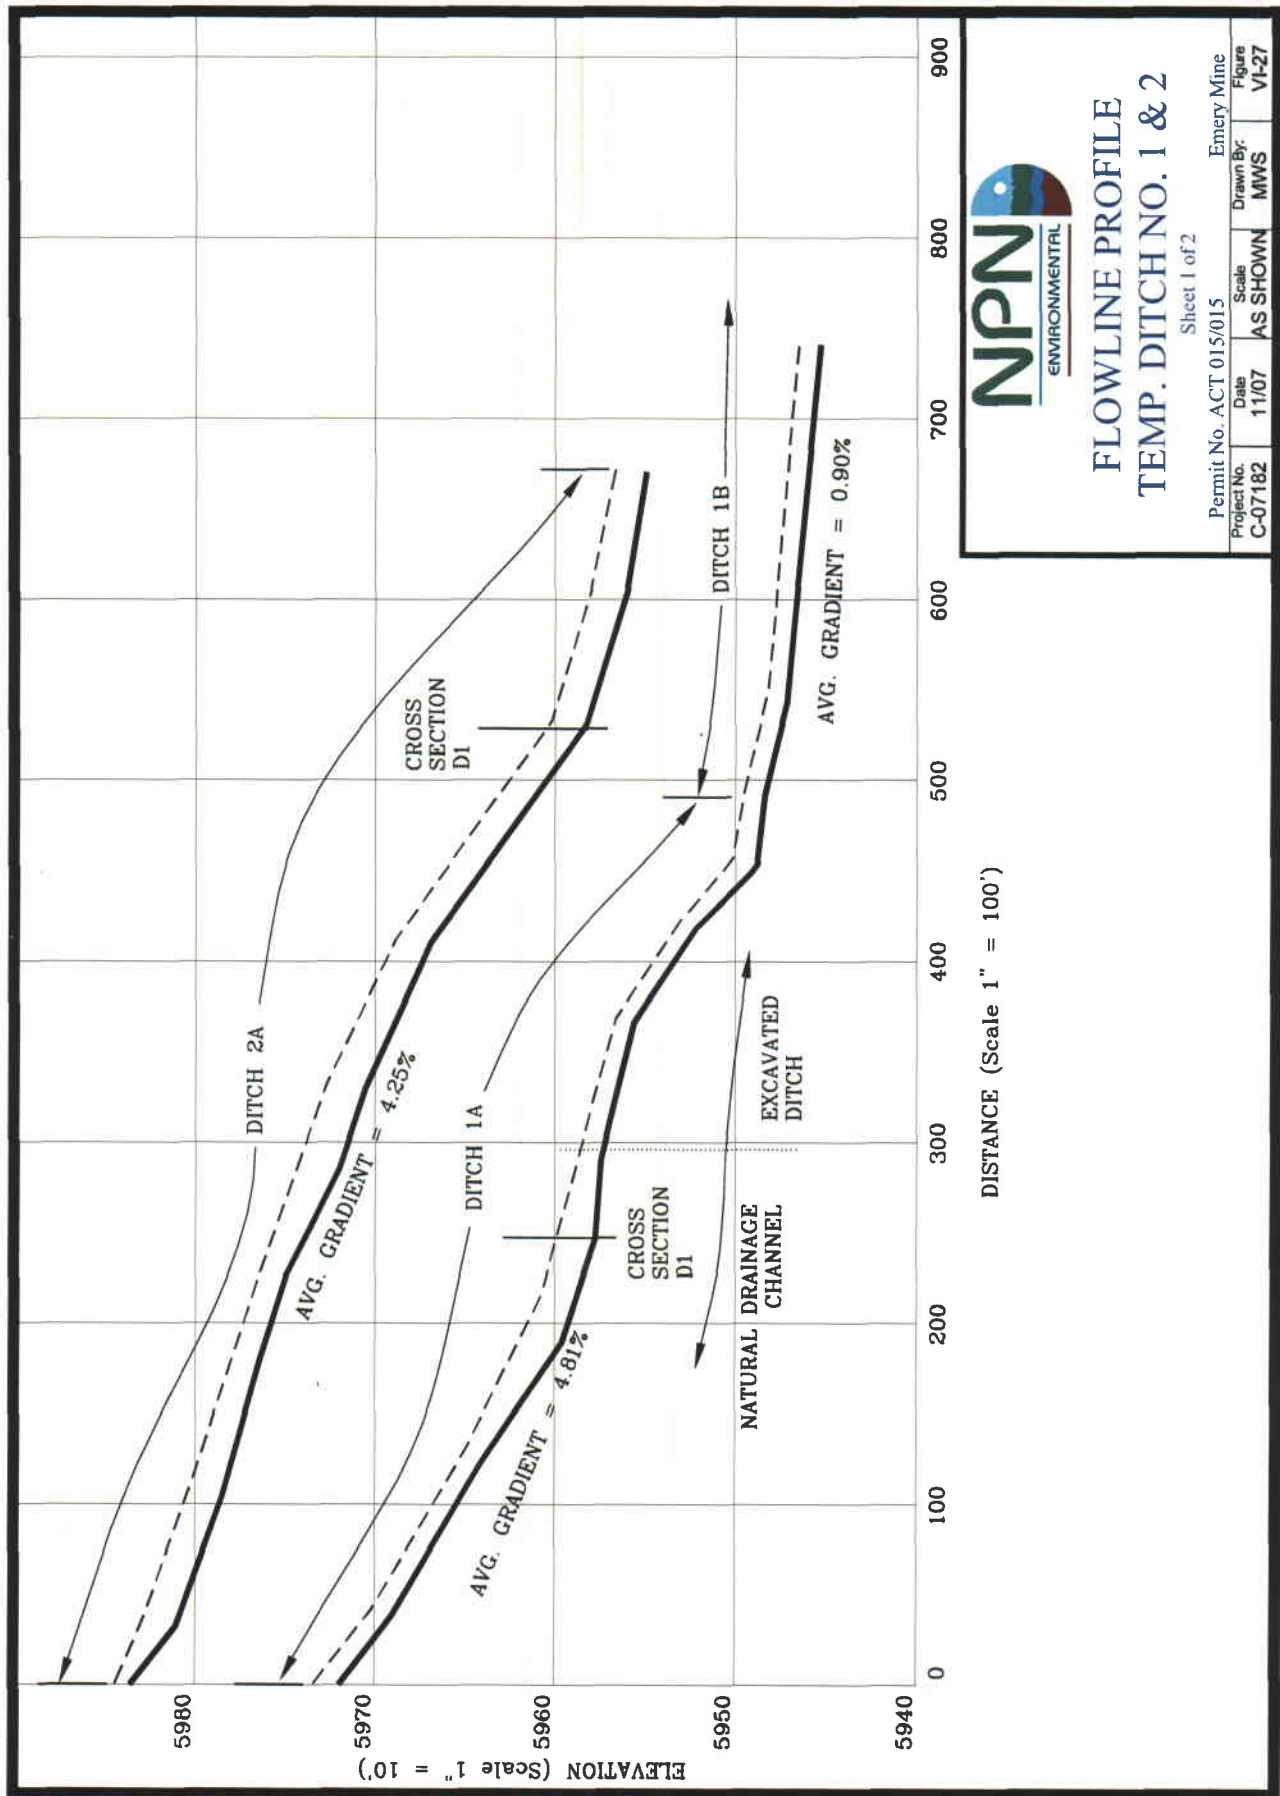 DITCH 2A
AVG. GRADIENT = 4.25%
CROSS
SECTION
D1
DITCH 1A
AVG. GRADIENT = 4.81%
CROSS
SECTION
D1
DITCH 1B
AVG. GRADIENT = 0.90%
NATURAL DRAINAGE
CHANNEL
EXCAVATED
DITCH
ELEVATION (Scale 1" = 10')
5980
5970
5960
5950
5940
0
100
200
300
400
500
600
700
800
900
DISTANCE (Scale 1" = 100')
NPN
ENVIRONMENTAL
FLOWLINE PROFILE
TEMP. DITCH NO. 1 & 2
Sheet 1 of 2
Permit No. ACT 015/015 Emery Mine
Project No. Date Scale Drawn By: Figure
C-07182 11/07 AS SHOWN MWS VI-27